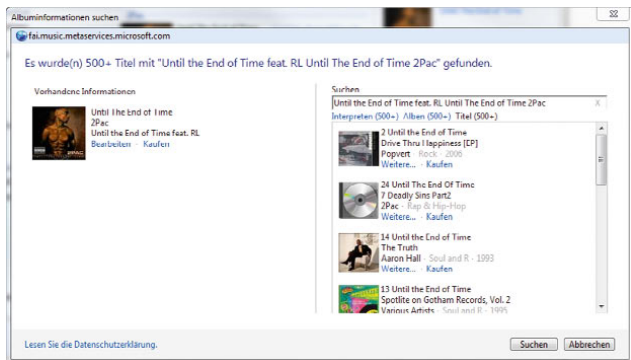 Albuminformationen suchen
fai.music.metaservices.microsoft.com
Es wurde(n) 500+ Titel mit "Until the End of Time feat. RL Until The End of Time 2Pac" gefunden.
Vorhandene Informationen
Until The End of Time
2Pac
Until the End of Time feat. RL
Bearbeiten · Kaufen
Suchen
Until the End of Time feat. RL Until The End of Time 2Pac X
Interpreten (500+) Alben (500+) Titel (500+)
2 Until the End of Time
Drive Thru Happiness [EP]
Popvert · Rock · 2006
Weitere... · Kaufen
24 Until The End Of Time
7 Deadly Sins Part2
2Pac · Rap & Hip-Hop
Weitere... · Kaufen
14 Until the End of Time
The Truth
Aaron Hall · Soul and R · 1993
Weitere... · Kaufen
13 Until the End of Time
Spotlite on Gotham Records, Vol. 2
Various Artists · Soul and R · 1995
Lesen Sie die Datenschutzerklärung.
Suchen Abbrechen